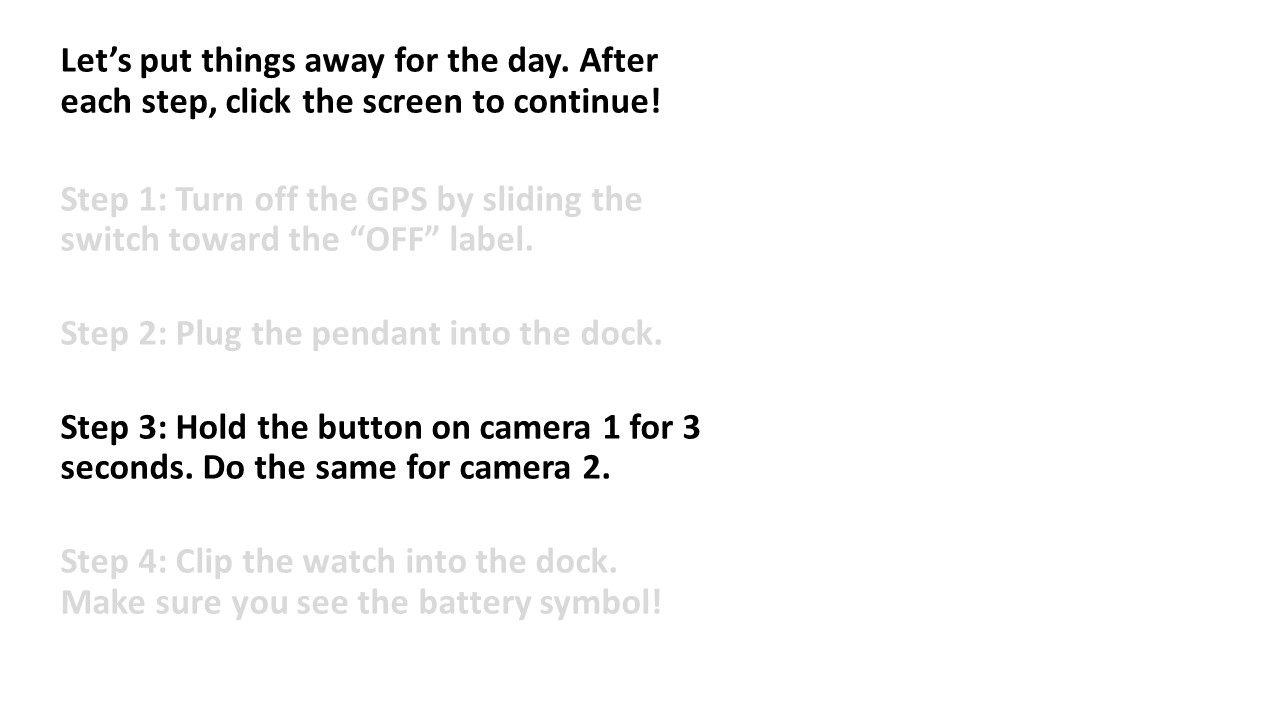 Let’s put things away for the day. After
each step, click the screen to continue!
Step 1: Turn off the GPS by sliding the
switch toward the “OFF” label.
Step 2: Plug the pendant into the dock.
Step 3: Hold the button on camera 1 for 3
seconds. Do the same for camera 2.
Step 4: Clip the watch into the dock.
Make sure you see the battery symbol!